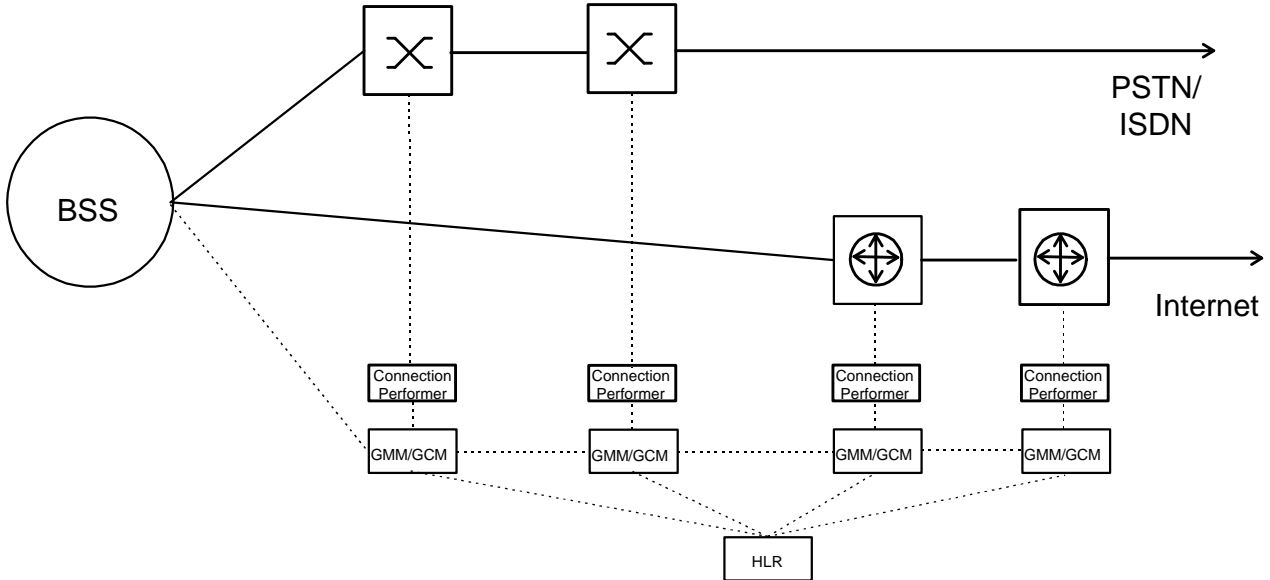 PSTN/
ISDN
BSS
Internet
Connection
Performer
Connection
Performer
Connection
Performer
Connection
Performer
GMM/GCM
GMM/GCM
GMM/GCM
GMM/GCM
HLR